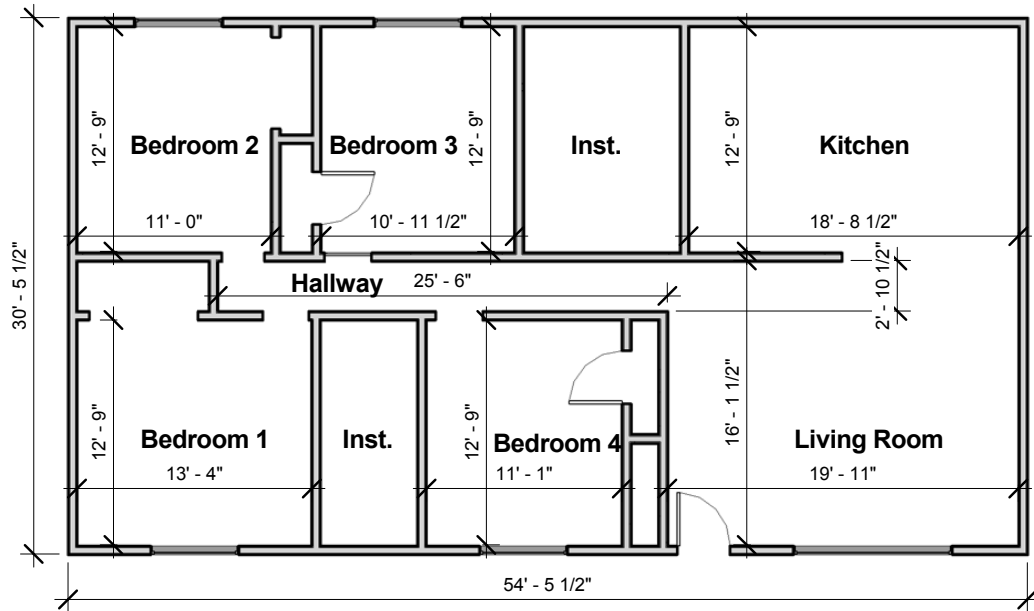 Bedroom 2
Bedroom 3
Inst.
Kitchen
12' - 9"
12' - 9"
12' - 9"
11' - 0"
10' - 11 1/2"
18' - 8 1/2"
30' - 5 1/2"
Hallway
25' - 6"
2' - 10 1/2"
12' - 9"
12' - 9"
16' - 1 1/2"
Bedroom 1
Inst.
Bedroom 4
Living Room
13' - 4"
11' - 1"
19' - 11"
54' - 5 1/2"